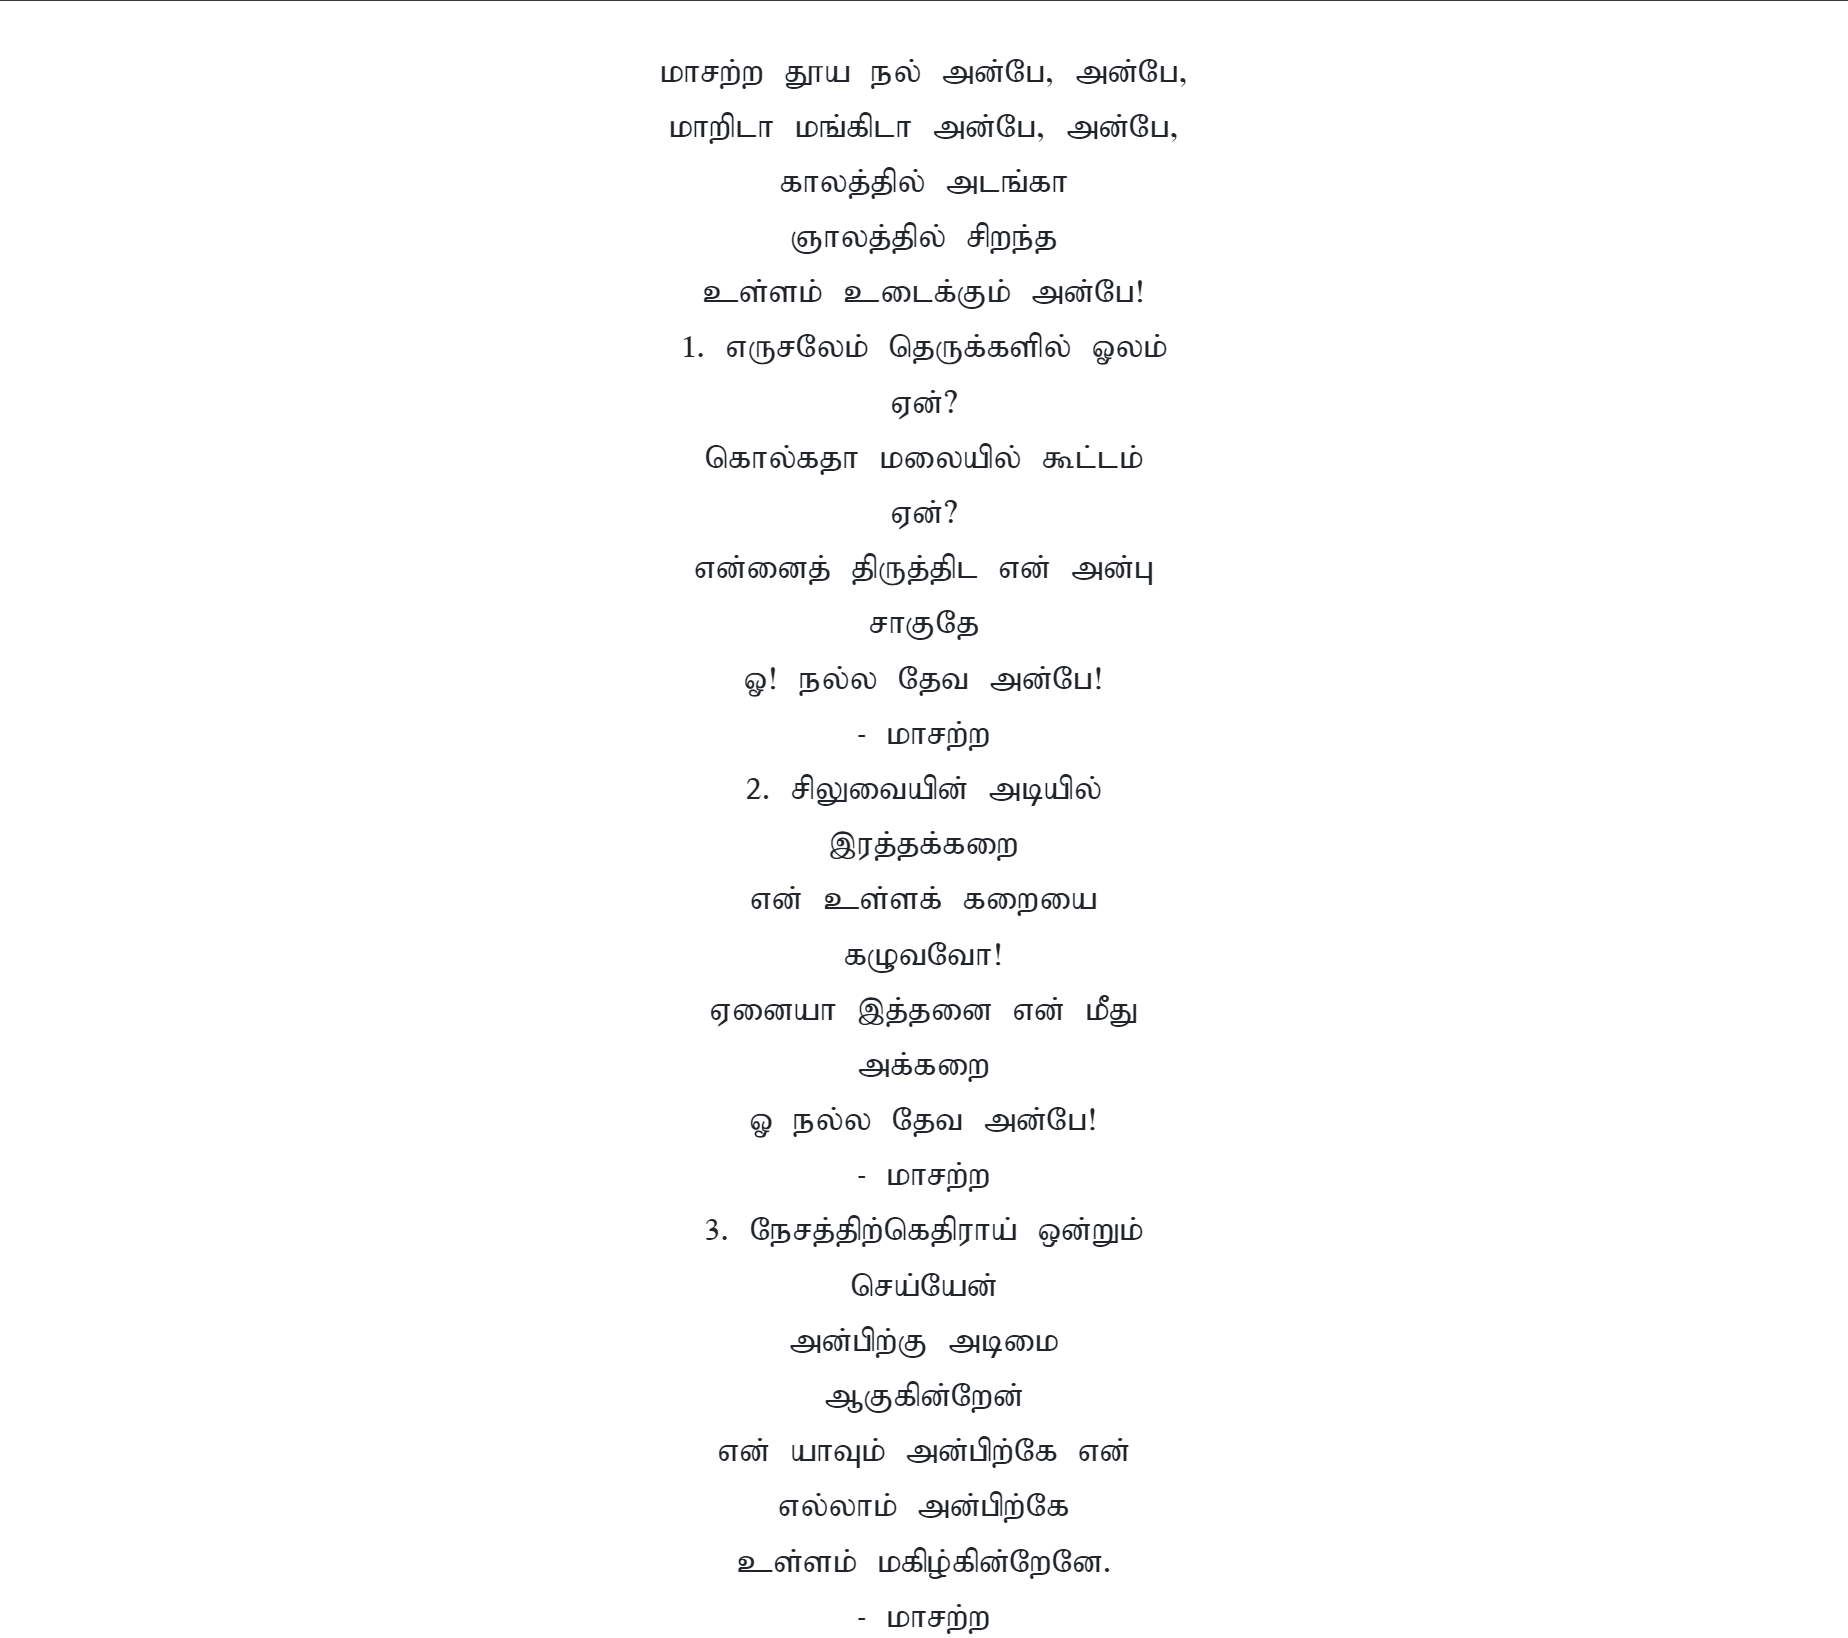 மாசற்ற தூய நல் அன்பே, அன்பே,
மாறிடா மங்கிடா அன்பே, அன்பே,
காலத்தில் அடங்கா
ஞாலத்தில் சிறந்த
உள்ளம் உடைக்கும் அன்பே!
1. எருசலேம் தெருக்களில் ஓலம்
ஏன்?
கொல்கதா மலையில் கூட்டம்
ஏன்?
என்னைத் திருத்திட என் அன்பு
சாகுதே
ஓ! நல்ல தேவ அன்பே!
- மாசற்ற
2. சிலுவையின் அடியில்
இரத்தக்கறை
என் உள்ளக் கறையை
கழுவவோ!
ஏனையா இத்தனை என் மீது
அக்கறை
ஓ நல்ல தேவ அன்பே!
- மாசற்ற
3. நேசத்திற்கெதிராய் ஒன்றும்
செய்யேன்
அன்பிற்கு அடிமை
ஆகுகின்றேன்
என் யாவும் அன்பிற்கே என்
எல்லாம் அன்பிற்கே
உள்ளம் மகிழ்கின்றேனே.
- மாசற்ற